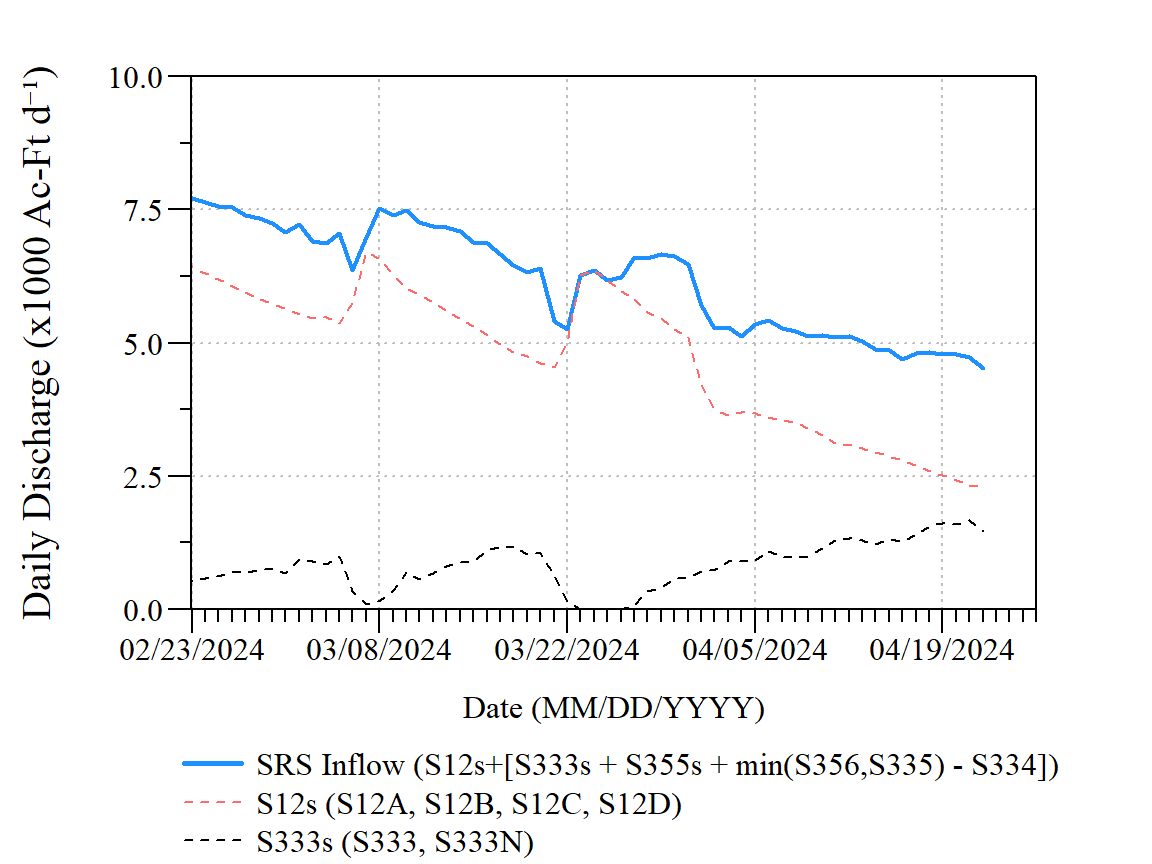 Daily Discharge (x1000 Ac-Ft d⁻¹)
10.0
7.5
5.0
2.5
0.0
02/23/2024 03/08/2024 03/22/2024 04/05/2024 04/19/2024
Date (MM/DD/YYYY)
SRS Inflow (S12s+[S333s + S355s + min(S356,S335) - S334])
S12s (S12A, S12B, S12C, S12D)
S333s (S333, S333N)